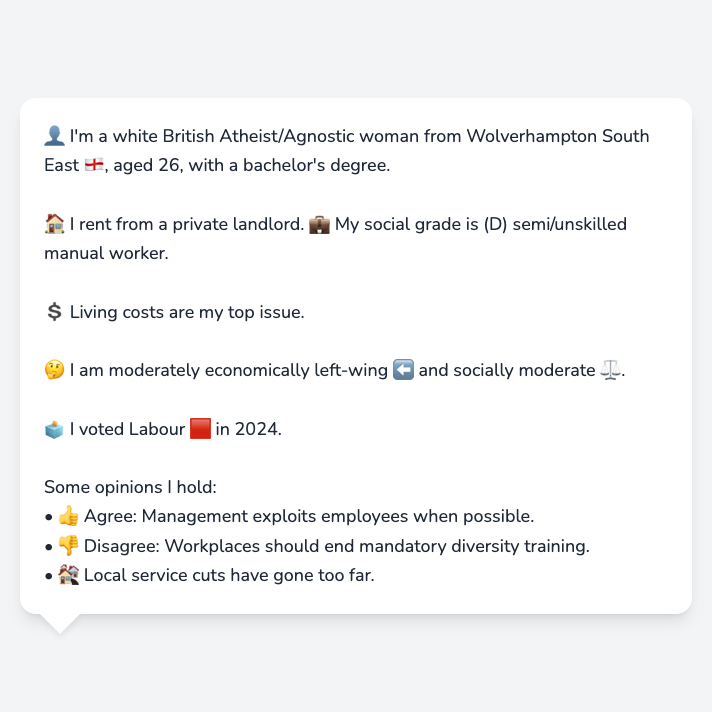 👤 I'm a white British Atheist/Agnostic woman from Wolverhampton South
East 🏴󠁧󠁢󠁥󠁮󠁧󠁿, aged 26, with a bachelor's degree.
🏠 I rent from a private landlord. 💼 My social grade is (D) semi/unskilled
manual worker.
💲 Living costs are my top issue.
🤔 I am moderately economically left-wing ⬅️ and socially moderate ⚖️.
🗳️ I voted Labour 🟥 in 2024.
Some opinions I hold:
• 👍 Agree: Management exploits employees when possible.
• 👎 Disagree: Workplaces should end mandatory diversity training.
• 🏚️ Local service cuts have gone too far.